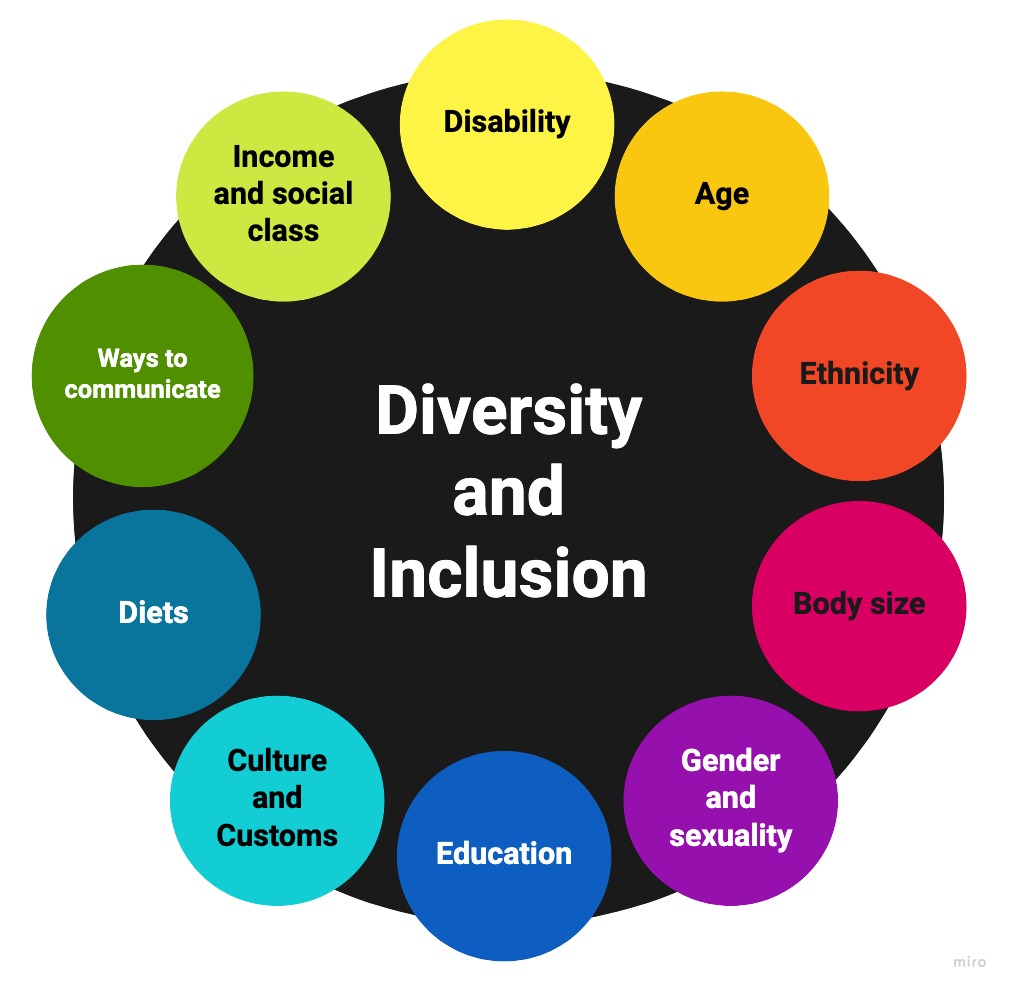 Disability
Income
and social
class
Age
Ways to
communicate
Ethnicity
Diversity
and
Inclusion
Diets
Body size
Culture
and
Customs
Gender
and
sexuality
Education
miro